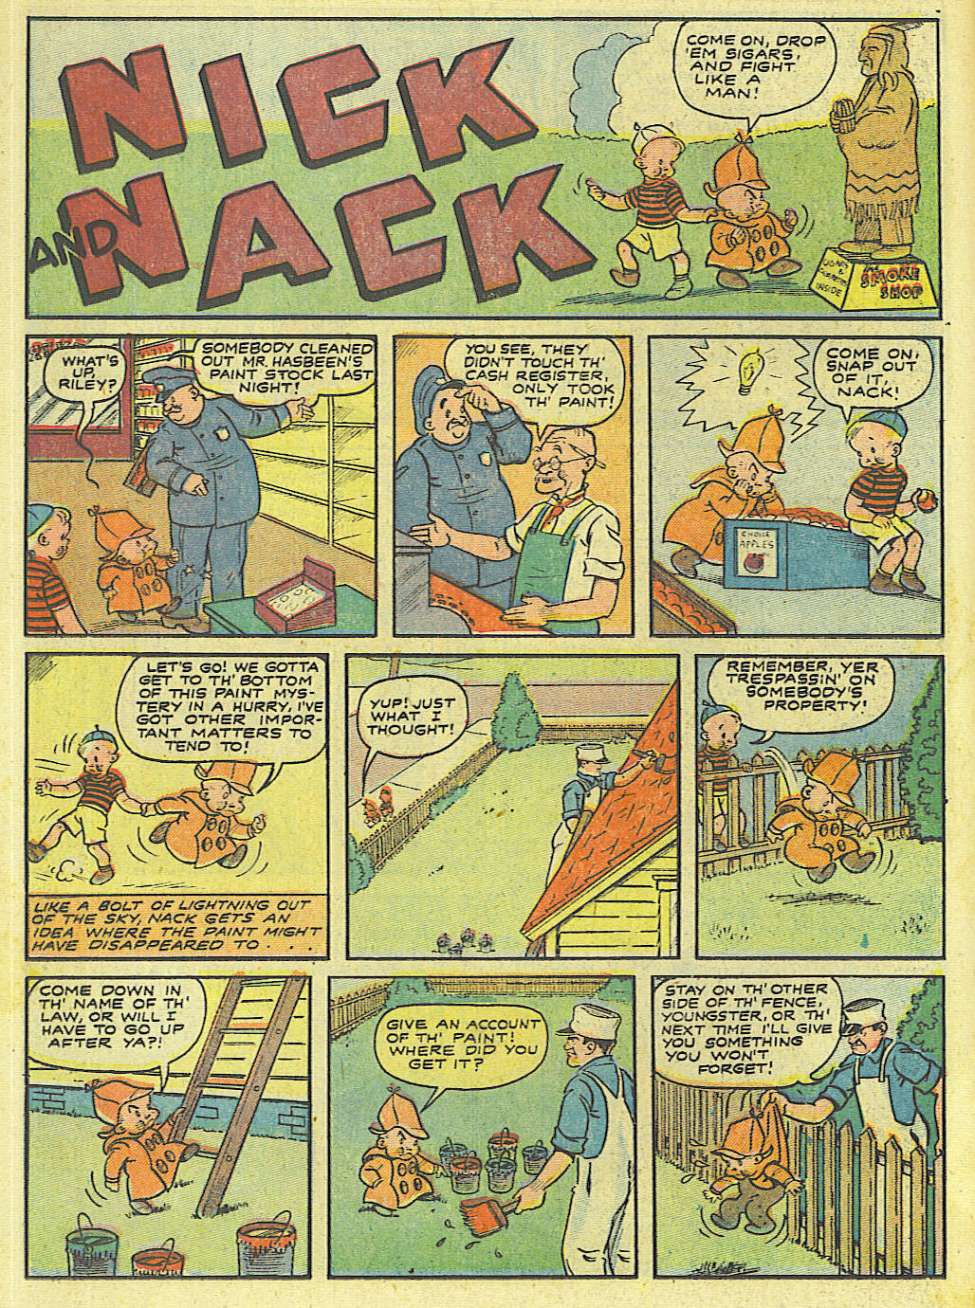 NICK
AND NACK
COME ON, DROP
'EM SIGARS,
AND FIGHT
LIKE A
MAN!
INSIDE
SMOKE
SHOP
WHAT'S
UP,
RILEY?
SOMEBODY CLEANED
OUT MR. HASBEEN'S
PAINT STOCK LAST
NIGHT!
YOU SEE, THEY
DIDN'T TOUCH TH'
CASH REGISTER,
ONLY TOOK
TH' PAINT!
COME ON,
SNAP OUT
OF IT,
NACK!
CHOICE
APPLES
LET'S GO! WE GOTTA
GET TO TH' BOTTOM
OF THIS PAINT MYS-
TERY IN A HURRY, I'VE
GOT OTHER IMPOR-
TANT MATTERS TO
TEND TO!
LIKE A BOLT OF LIGHTNING OUT
OF THE SKY, NACK GETS AN
IDEA WHERE THE PAINT MIGHT
HAVE DISAPPEARED TO . . .
YUP! JUST
WHAT I
THOUGHT!
REMEMBER, YER
TRESPASSIN' ON
SOMEBODY'S
PROPERTY!
COME DOWN IN
TH' NAME OF TH'
LAW, OR WILL I
HAVE TO GO UP
AFTER YA?!
GIVE AN ACCOUNT
OF TH' PAINT!
WHERE DID YOU
GET IT?
STAY ON TH' OTHER
SIDE OF TH' FENCE,
YOUNGSTER, OR TH'
NEXT TIME I'LL GIVE
YOU SOMETHING
YOU WON'T
FORGET!